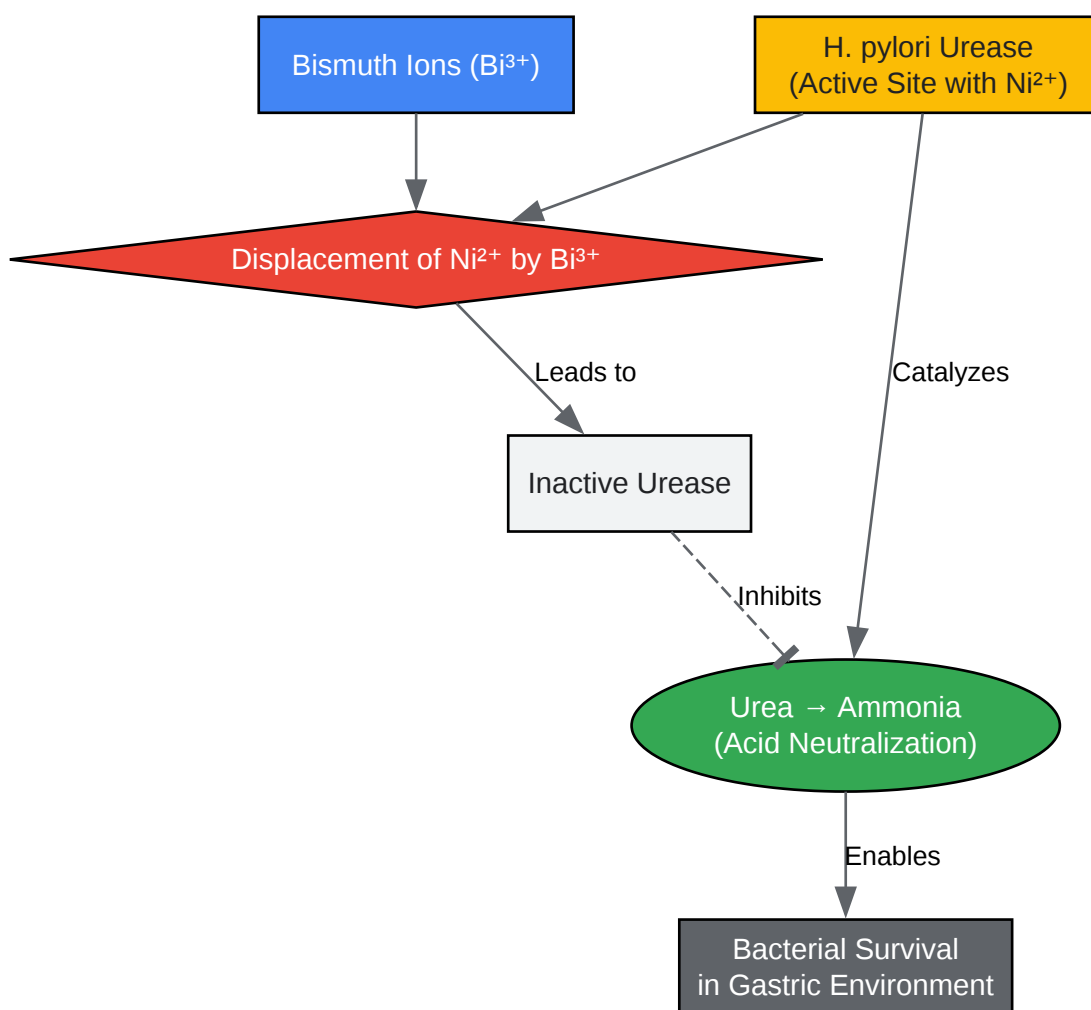 Bismuth Ions (Bi³⁺)
H. pylori Urease
(Active Site with Ni²⁺)
Displacement of Ni²⁺ by Bi³⁺
Leads to
Catalyzes
Inactive Urease
Inhibits
Urea → Ammonia
(Acid Neutralization)
Enables
Bacterial Survival
in Gastric Environment